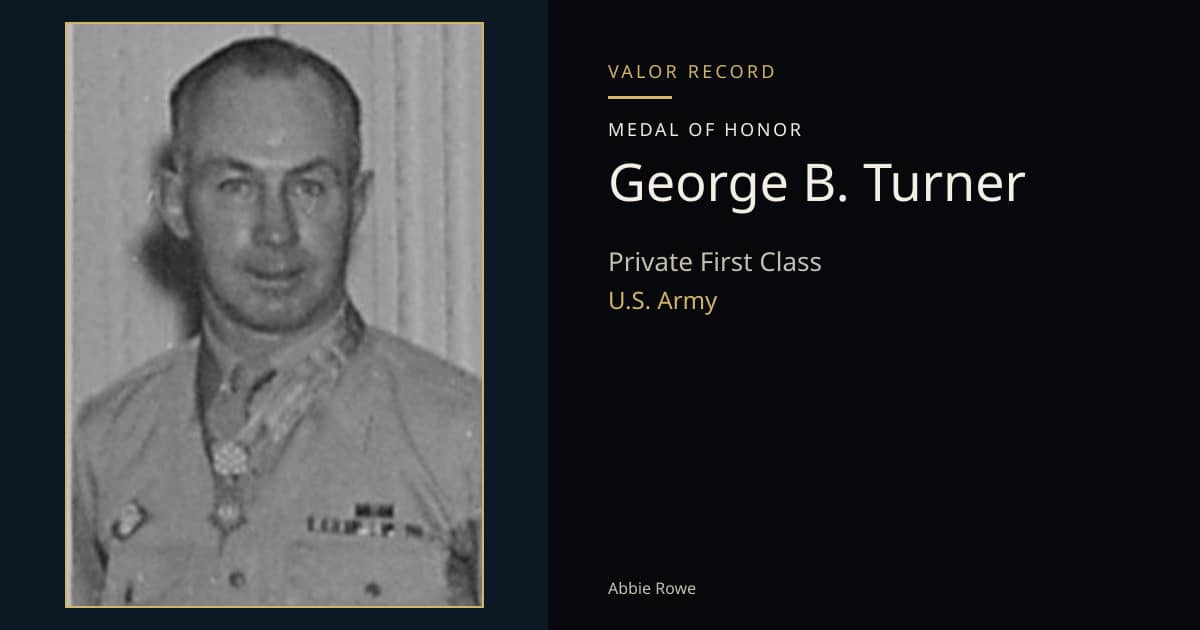 VALOR RECORD
MEDAL OF HONOR
George B. Turner
Private First Class
U.S. Army
Abbie Rowe